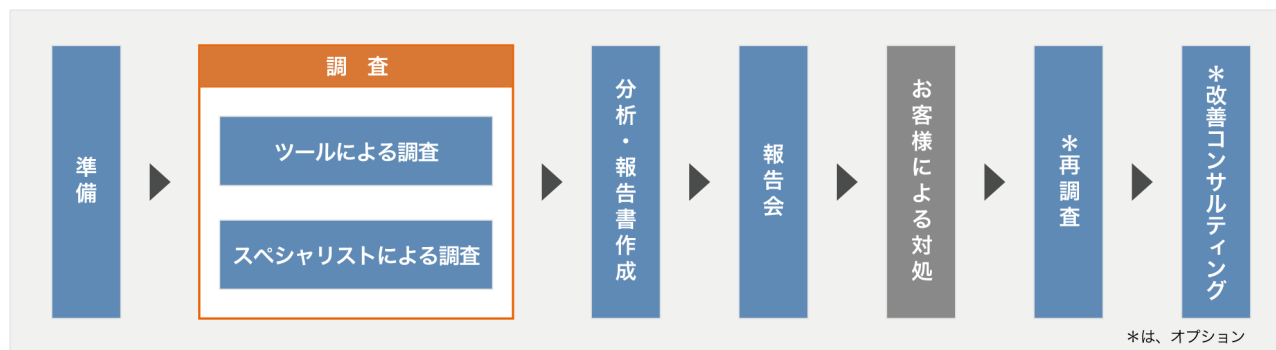 準備
調　査
ツールによる調査
スペシャリストによる調査
分析・報告書作成
報告会
お客様による対処
＊再調査
＊改善コンサルティング
＊は、オプション